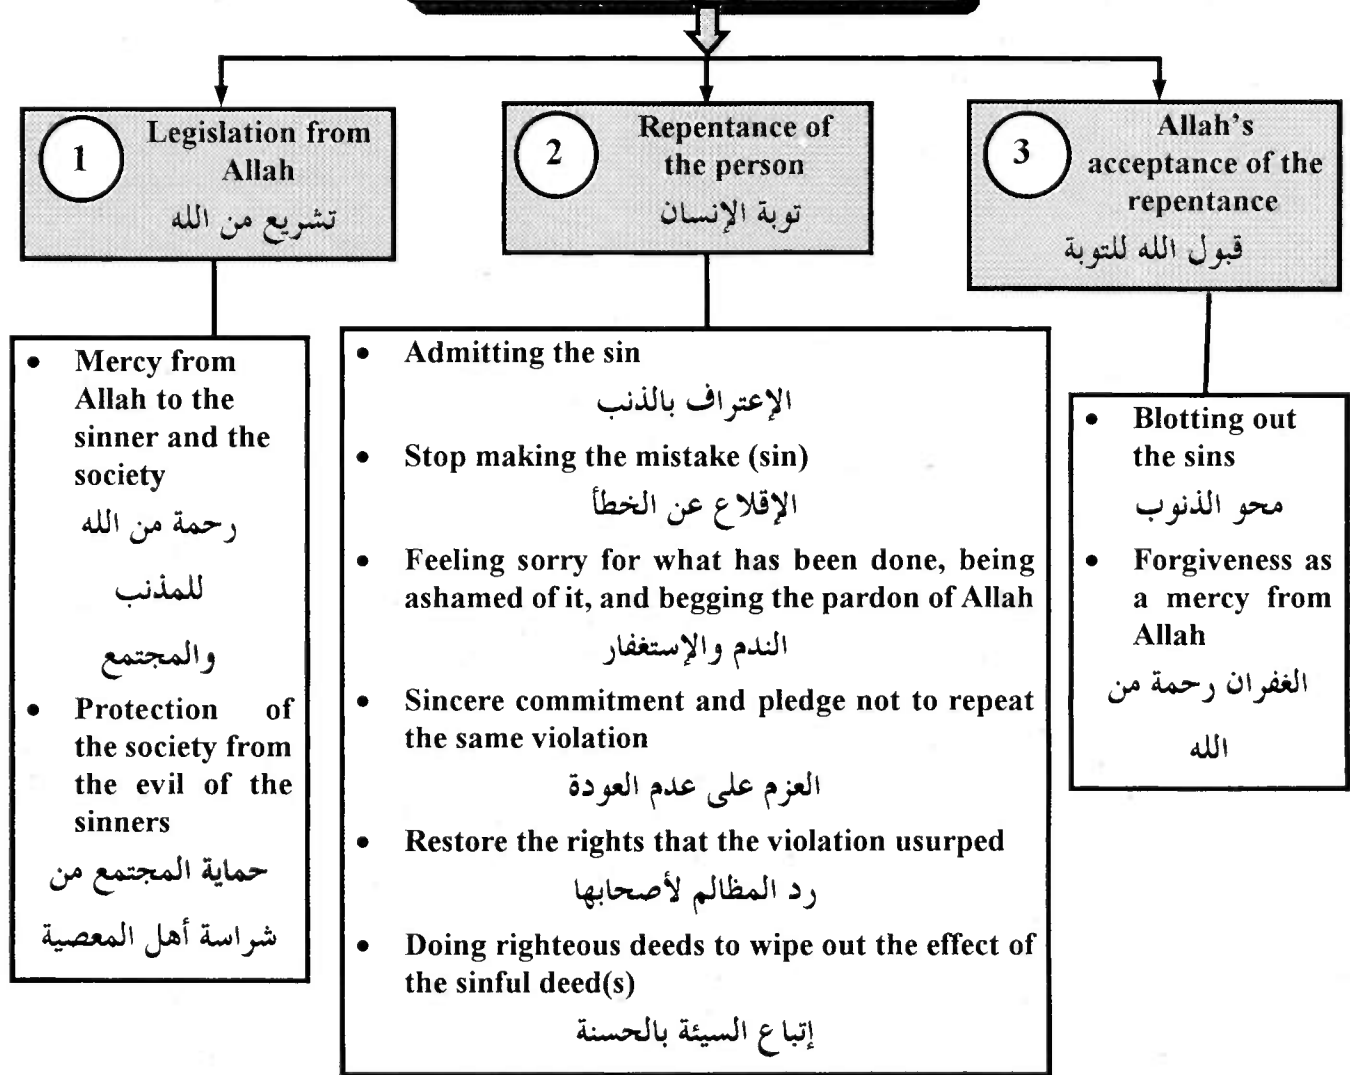 1
Legislation from
Allah
تشريع من الله
2
Repentance of
the person
توبة الإنسان
3
Allah's
acceptance of the
repentance
قبول الله للتوبة
• Mercy from
Allah to the
sinner and the
society
رحمة من الله
للمذنب
والمجتمع
• Protection of
the society from
the evil of the
sinners
حماية المجتمع من
شراسة أهل المعصية
• Admitting the sin
الإعتراف بالذنب
• Stop making the mistake (sin)
الإقلاع عن الخطأ
• Feeling sorry for what has been done, being
ashamed of it, and begging the pardon of Allah
الندم والإستغفار
• Sincere commitment and pledge not to repeat
the same violation
العزم على عدم العودة
• Restore the rights that the violation usurped
رد المظالم لأصحابها
• Doing righteous deeds to wipe out the effect of
the sinful deed(s)
إتباع السيئة بالحسنة
• Blotting out
the sins
محو الذنوب
• Forgiveness as
a mercy from
Allah
الغفران رحمة من
الله